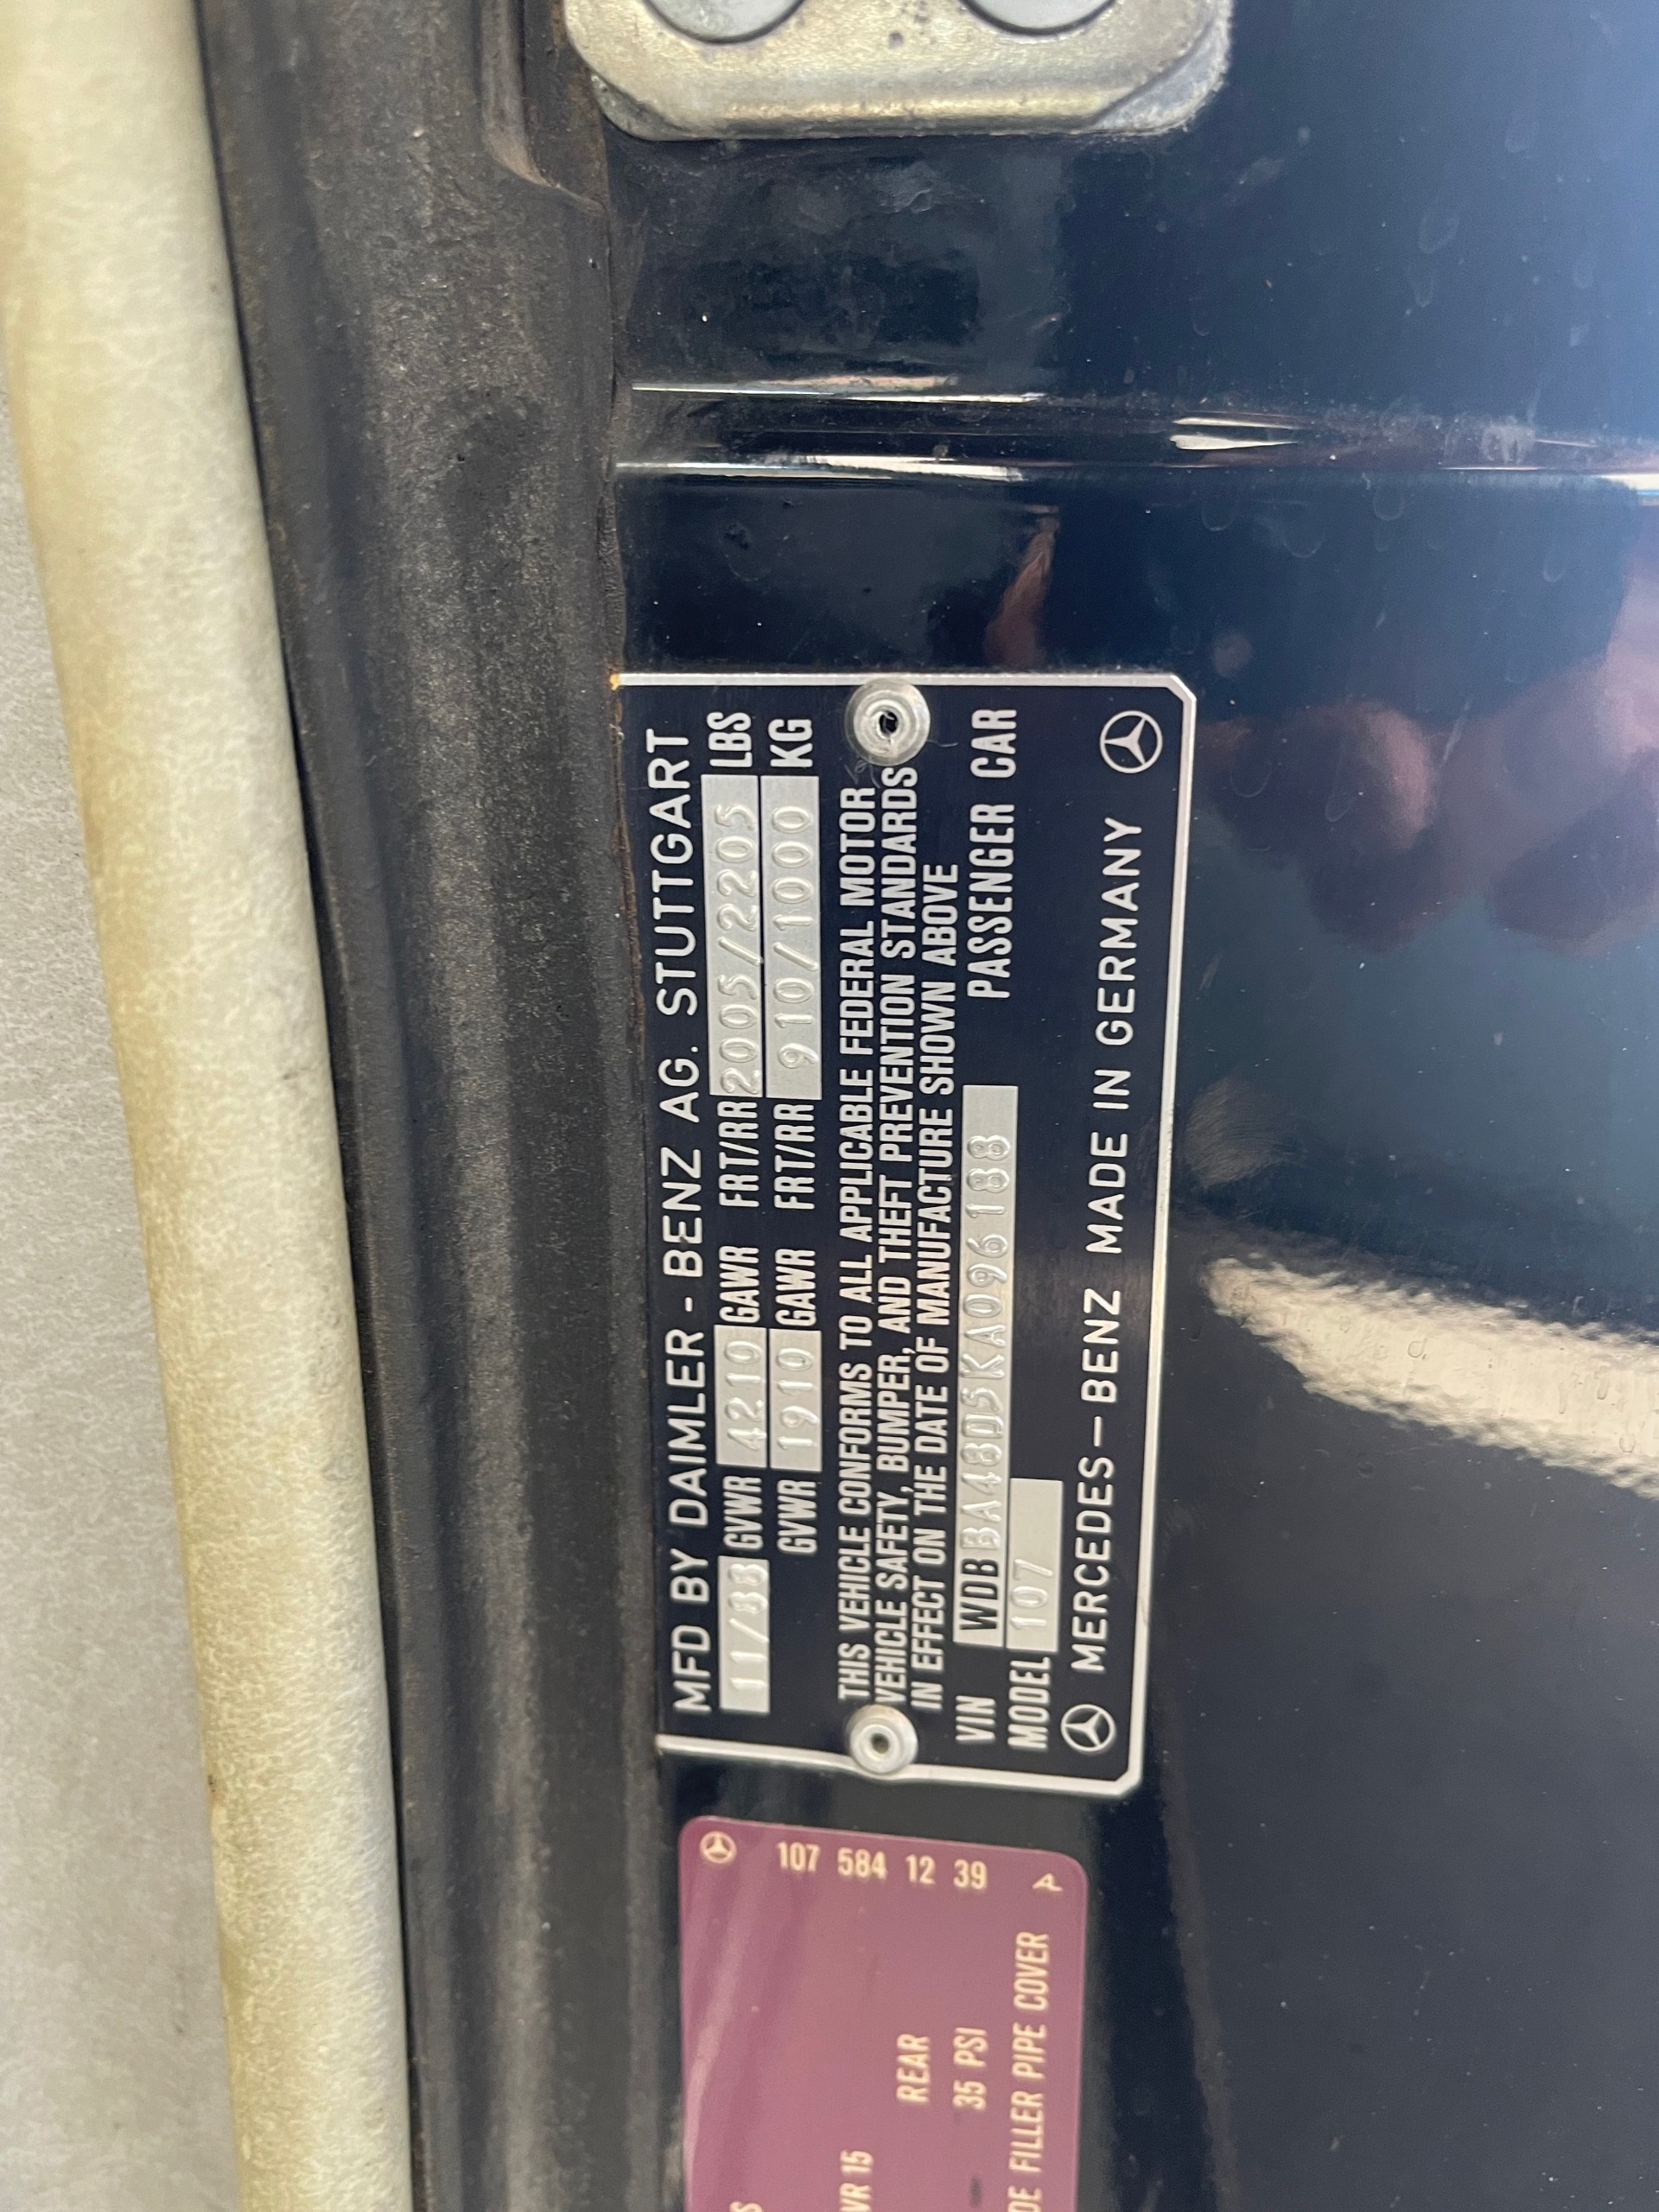 MFD BY DAIMLER - BENZ AG. STUTTGART
11/88 GVWR 4210 GAWR FRT/RR 2005/2205 LBS
GVWR 1910 GAWR FRT/RR 910/1000 KG
THIS VEHICLE CONFORMS TO ALL APPLICABLE FEDERAL MOTOR
VEHICLE SAFETY, BUMPER, AND THEFT PREVENTION STANDARDS
IN EFFECT ON THE DATE OF MANUFACTURE SHOWN ABOVE
VIN WDBBA48D5KA096188 PASSENGER CAR
MODEL 107
MERCEDES-BENZ MADE IN GERMANY
107 584 12 39 A
VR 15
REAR
35 PSI
FILLER PIPE COVER